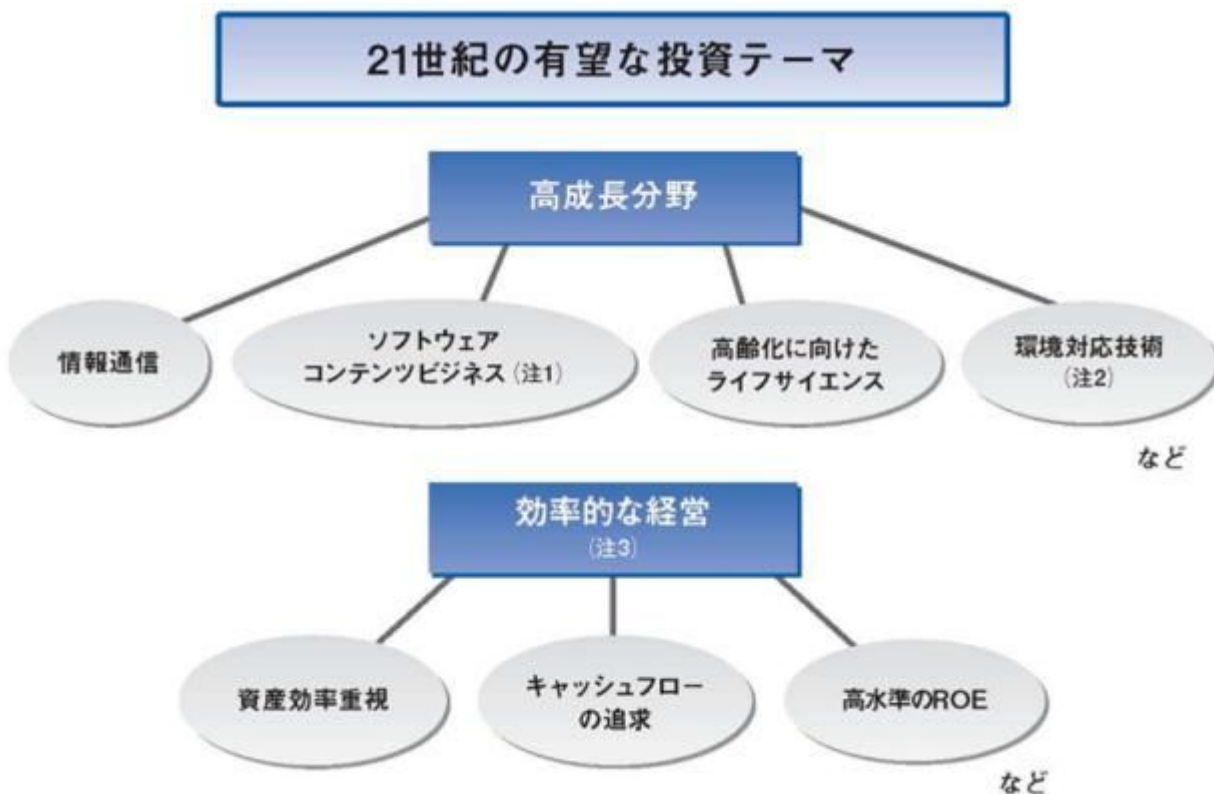 21世紀の有望な投資テーマ
高成長分野
情報通信
ソフトウェア
コンテンツビジネス(注1)
高齢化に向けた
ライフサイエンス
環境対応技術
(注2)
など
効率的な経営
(注3)
資産効率重視
キャッシュフロー
の追求
高水準のROE
など